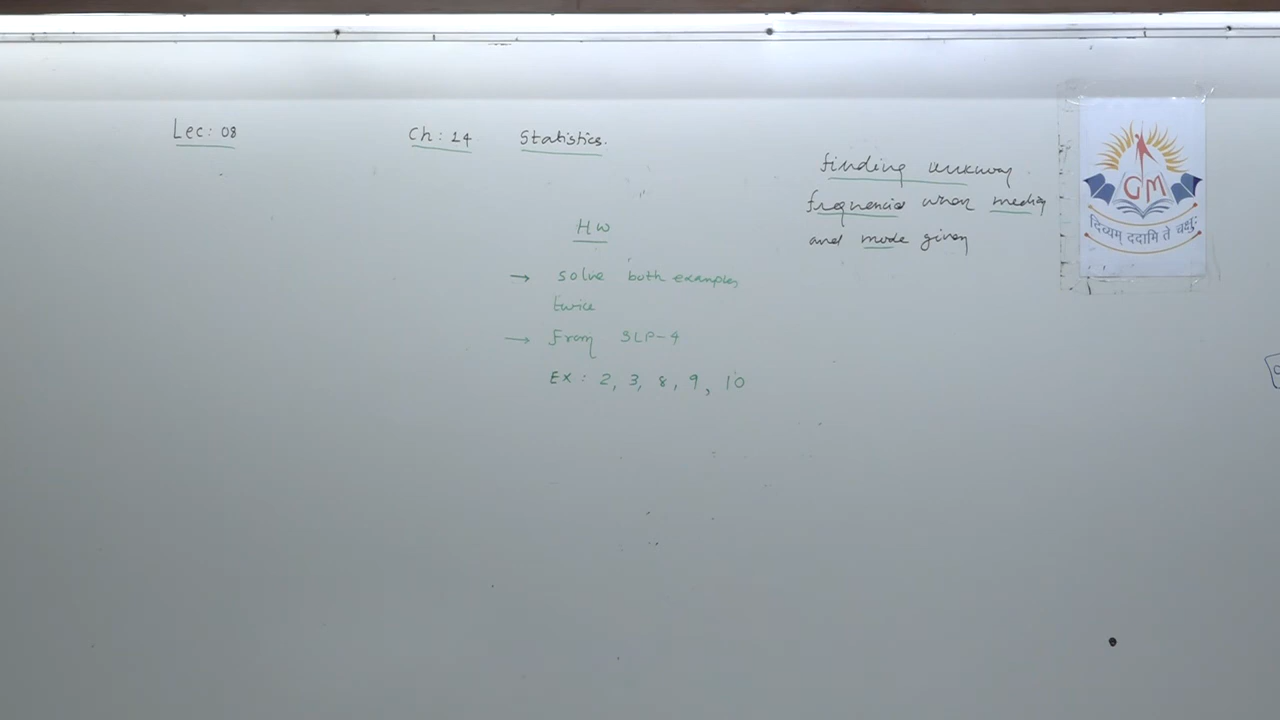 Lec: 08
Ch: 14 Statistics.
finding unknown
frequencies when median
and mode given
HW
→ solve both examples
twice
→ From SLP-4
Ex: 2, 3, 8, 9, 10
GM
दिव्यम् ददामि ते चक्षुः